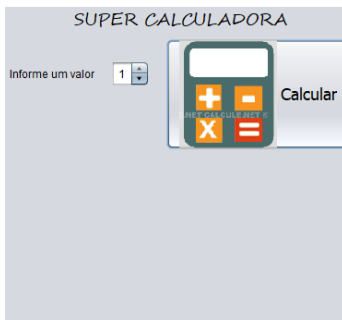 SUPER CALCULADORA
Informe um valor
1
Calcular
+ -
X =